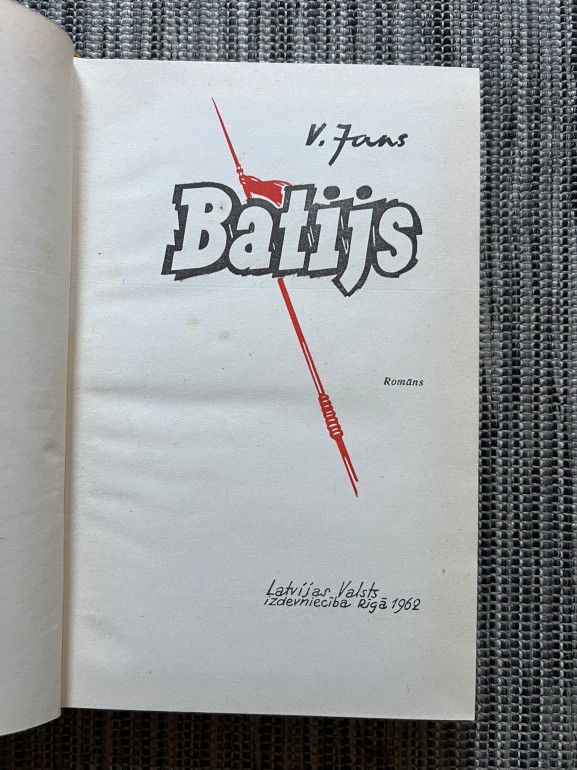 V. Jans
Batijs
Romāns
Latvijas Valsts
izdevniecība Rīgā 1962